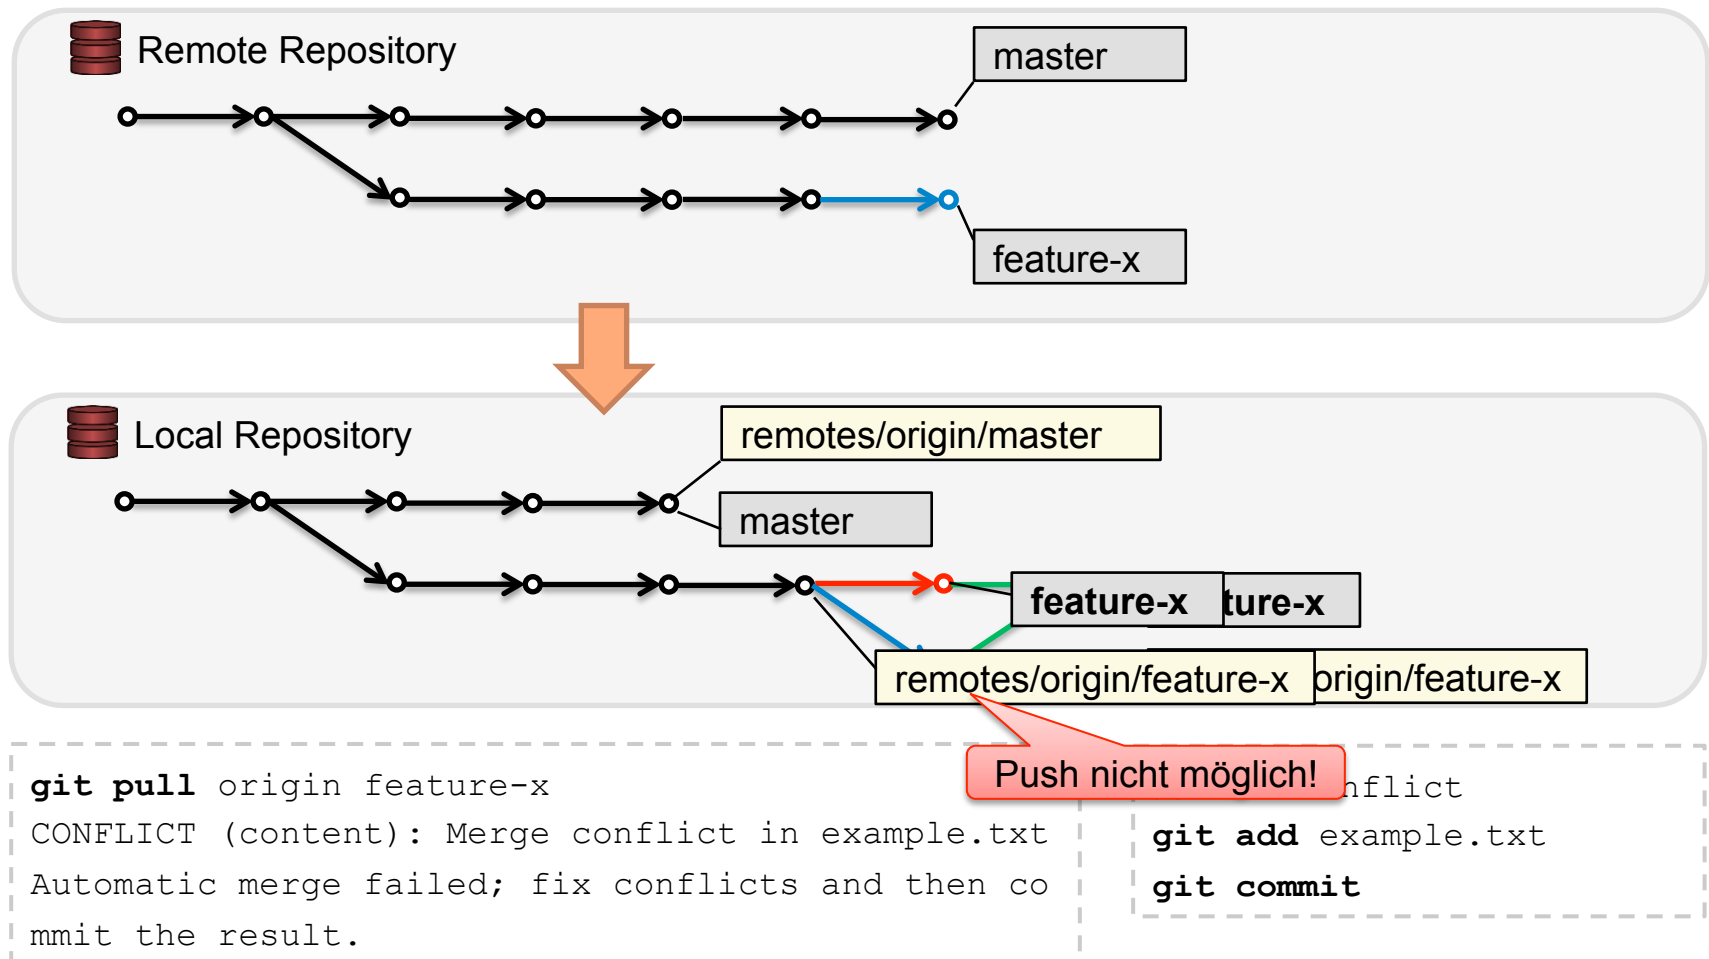 Remote Repository
master
feature-x
Local Repository
remotes/origin/master
master
feature-x
ture-x
remotes/origin/feature-x
origin/feature-x
Push nicht möglich!
git pull origin feature-x
CONFLICT (content): Merge conflict in example.txt
Automatic merge failed; fix conflicts and then co
mmit the result.
nflict
git add example.txt
git commit